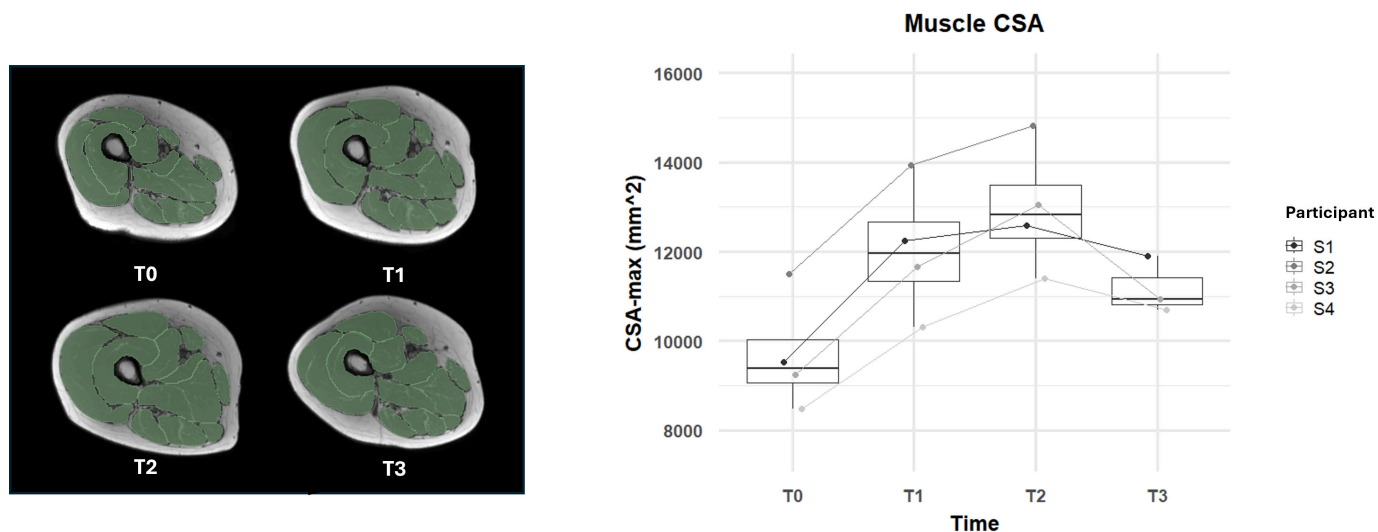 T0
T1
T2
T3
Muscle CSA
CSA-max (mm^2)
16000
14000
12000
10000
8000
T0
T1
T2
T3
Time
Participant
S1
S2
S3
S4